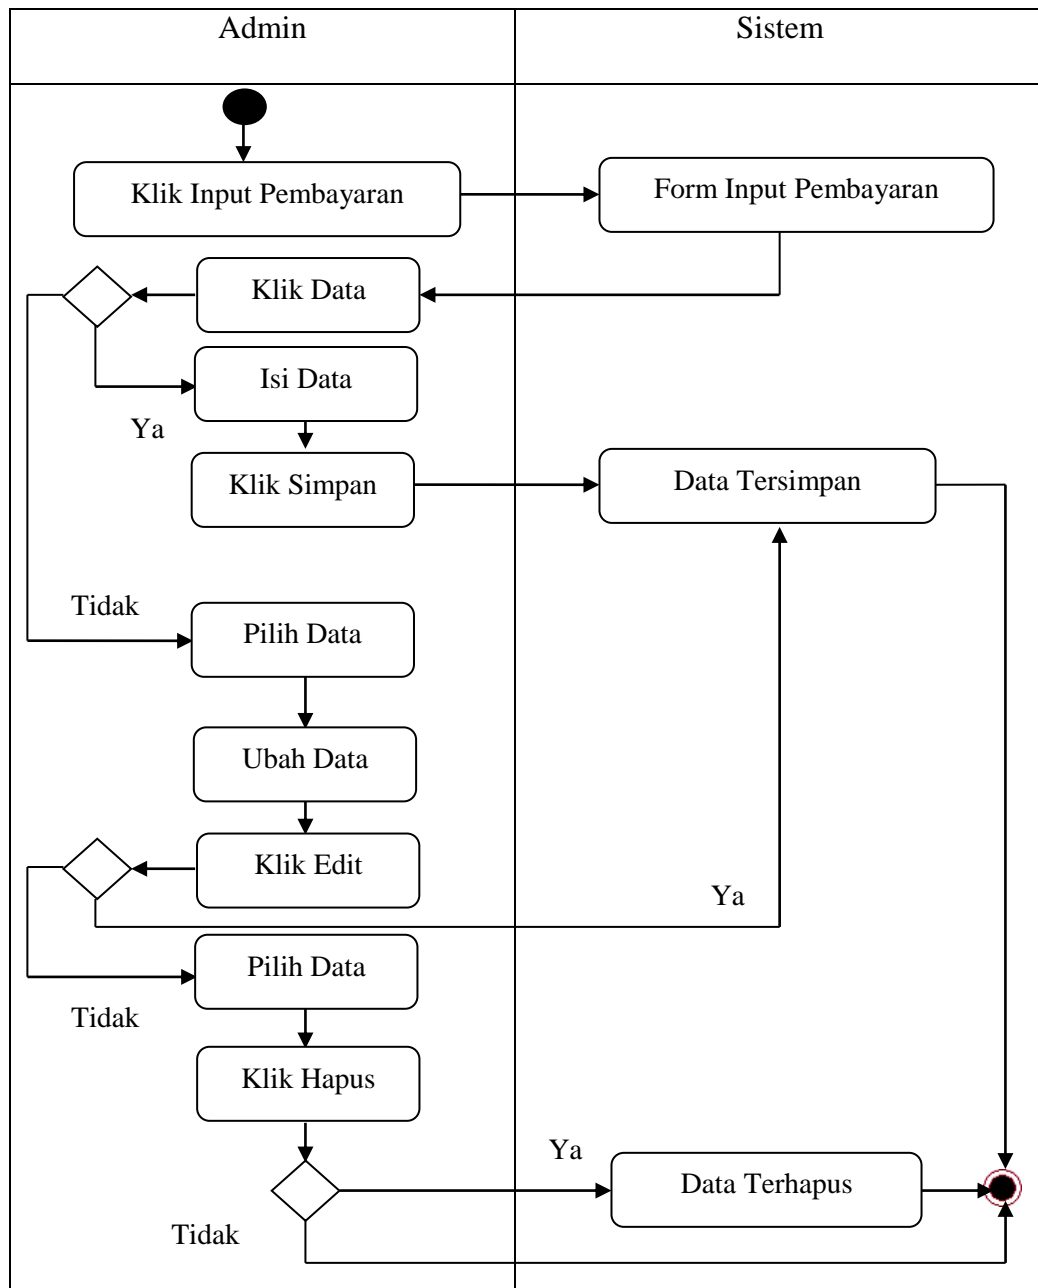 Admin
Sistem
Klik Input Pembayaran
Form Input Pembayaran
Klik Data
Isi Data
Ya
Klik Simpan
Data Tersimpan
Tidak
Pilih Data
Ubah Data
Klik Edit
Ya
Pilih Data
Tidak
Klik Hapus
Ya
Data Terhapus
Tidak